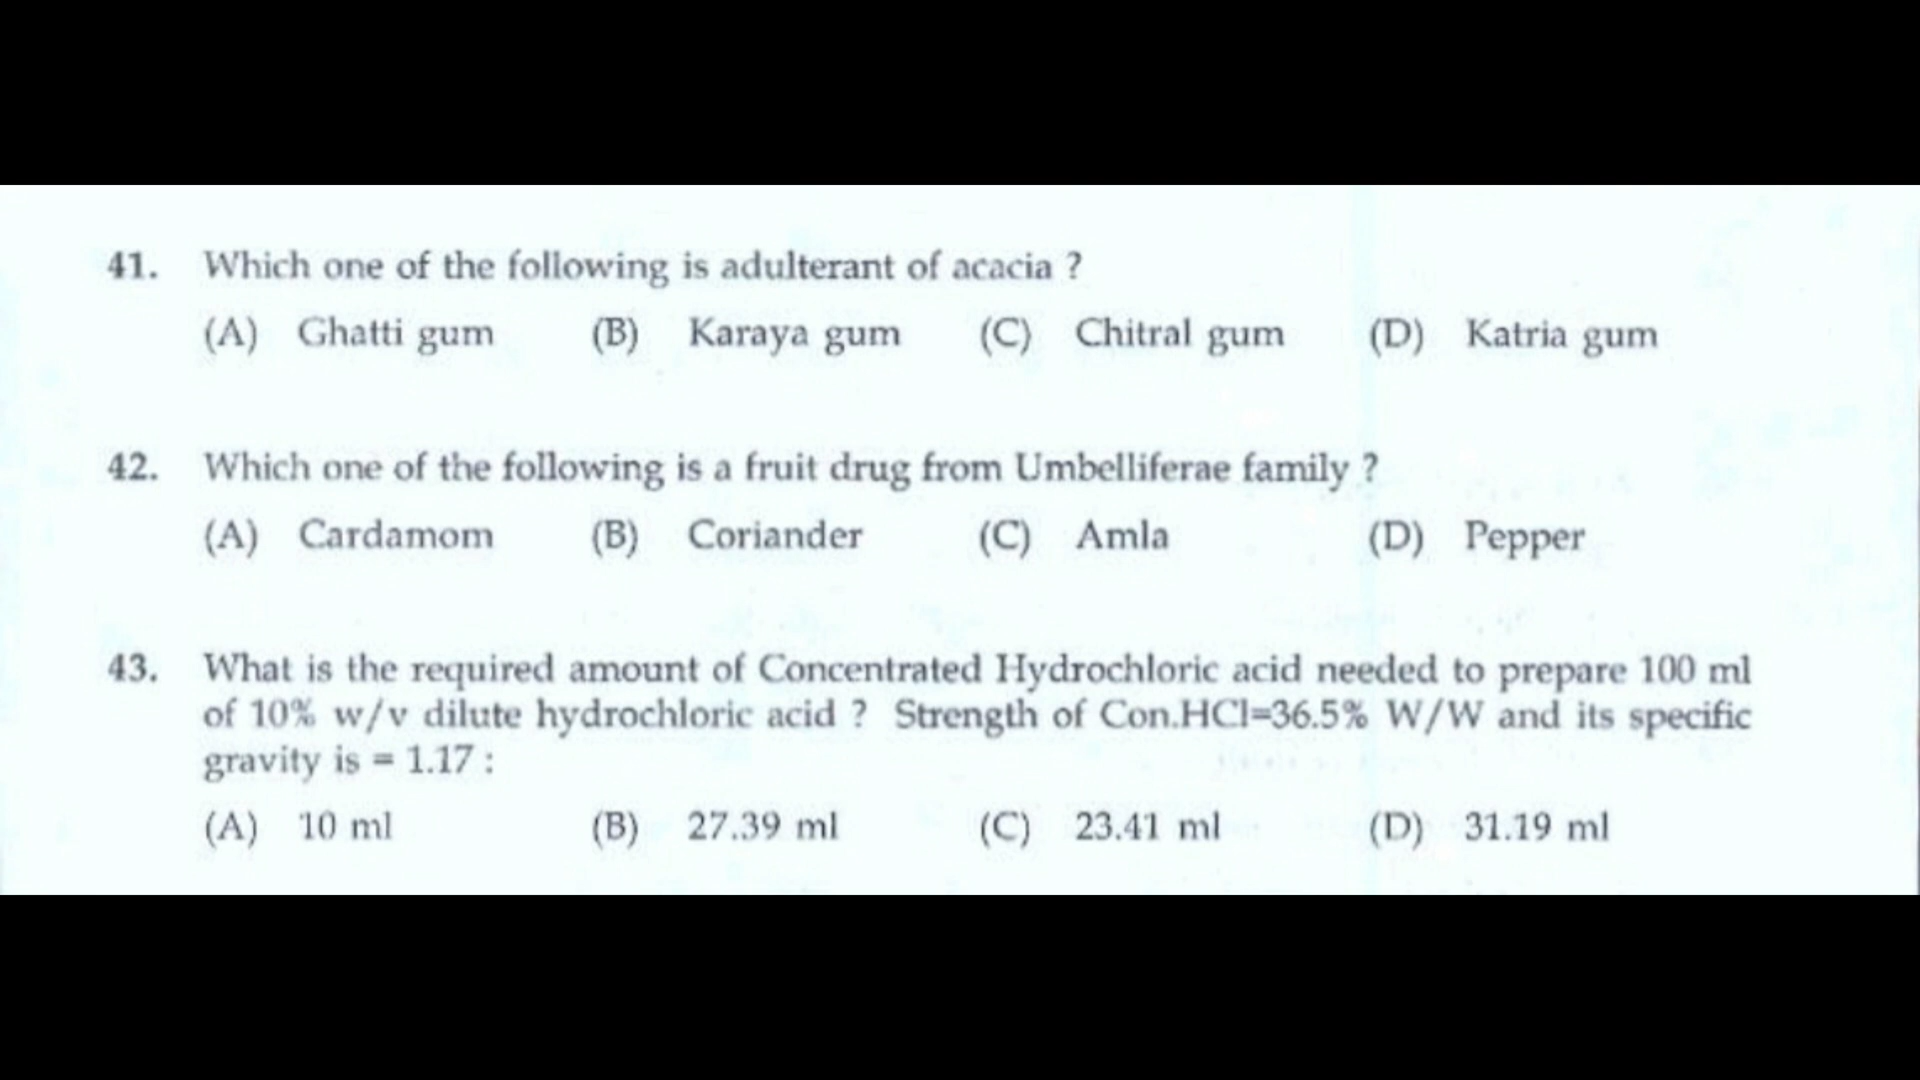 41. Which one of the following is adulterant of acacia ?
(A) Ghatti gum (B) Karaya gum (C) Chitral gum (D) Katria gum
42. Which one of the following is a fruit drug from Umbelliferae family ?
(A) Cardamom (B) Coriander (C) Amla (D) Pepper
43. What is the required amount of Concentrated Hydrochloric acid needed to prepare 100 ml
of 10% w/v dilute hydrochloric acid ? Strength of Con.HCl=36.5% W/W and its specific
gravity is = 1.17 :
(A) 10 ml (B) 27.39 ml (C) 23.41 ml (D) 31.19 ml